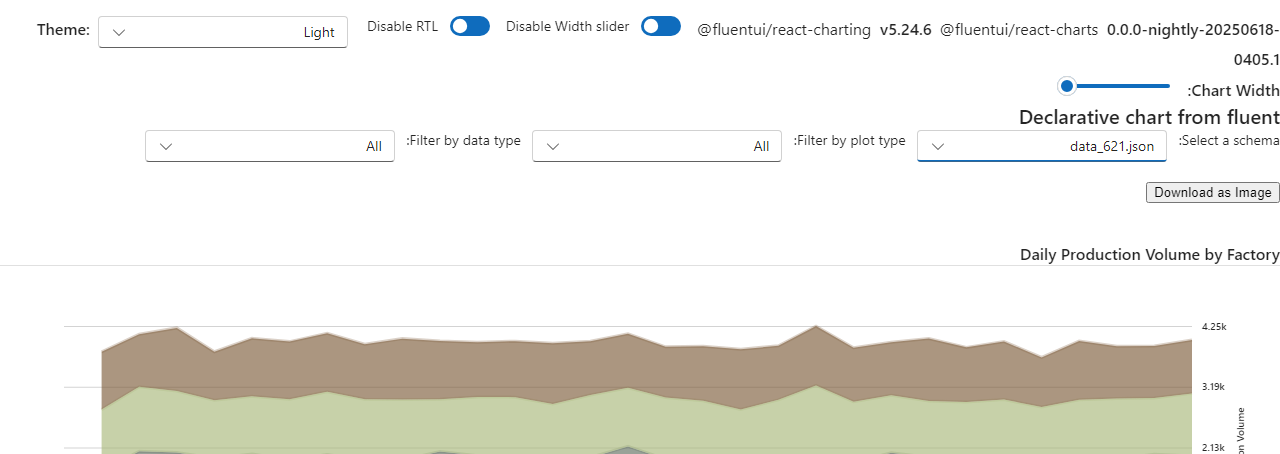 Theme: Light Disable RTL Disable Width slider @fluentui/react-charting v5.24.6 @fluentui/react-charts 0.0.0-nightly-20250618-
0405.1
:Chart Width
Declarative chart from fluent
:Select a schema data_621.json :Filter by plot type All :Filter by data type All
Download as Image
Daily Production Volume by Factory
4.25k
3.19k
2.13k
Volume